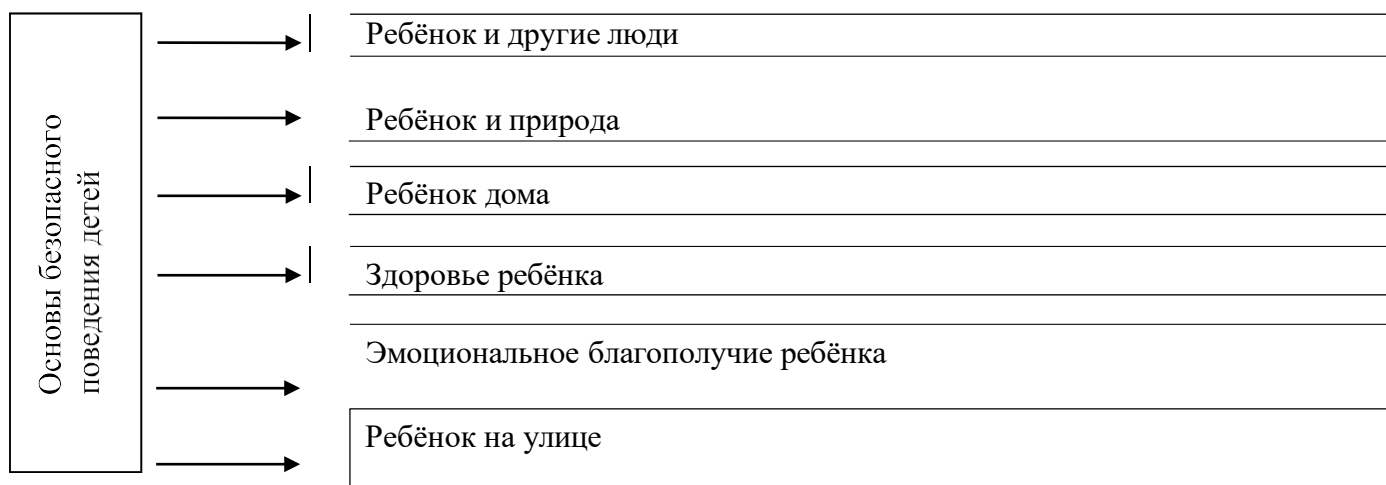 Основы безопасного
поведения детей
Ребёнок и другие люди
Ребёнок и природа
Ребёнок дома
Здоровье ребёнка
Эмоциональное благополучие ребёнка
Ребёнок на улице